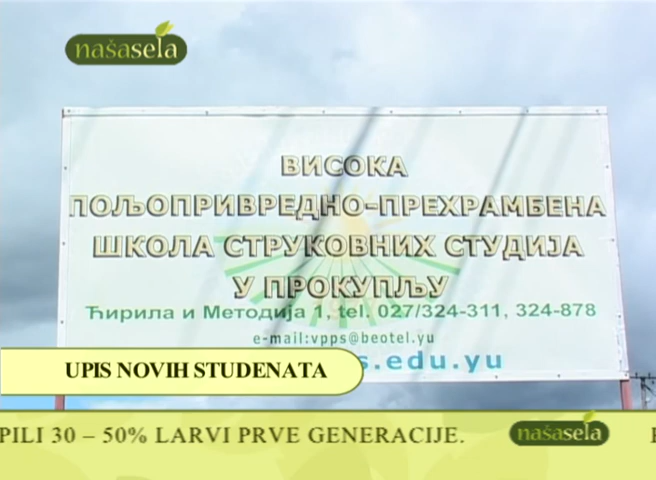 našasela
ВИСОКА
ПОЉОПРИВРЕДНО-ПРЕХРАМБЕНА
ШКОЛА СТРУКОВНИХ СТУДИЈА
У ПРОКУПЉУ
Ћирила и Методија 1, tel. 027/324-311, 324-878
e-mail:vpps@beotel.yu
s.edu.yu
UPIS NOVIH STUDENATA
PILI 30 – 50% LARVI PRVE GENERACIJE.
našasela